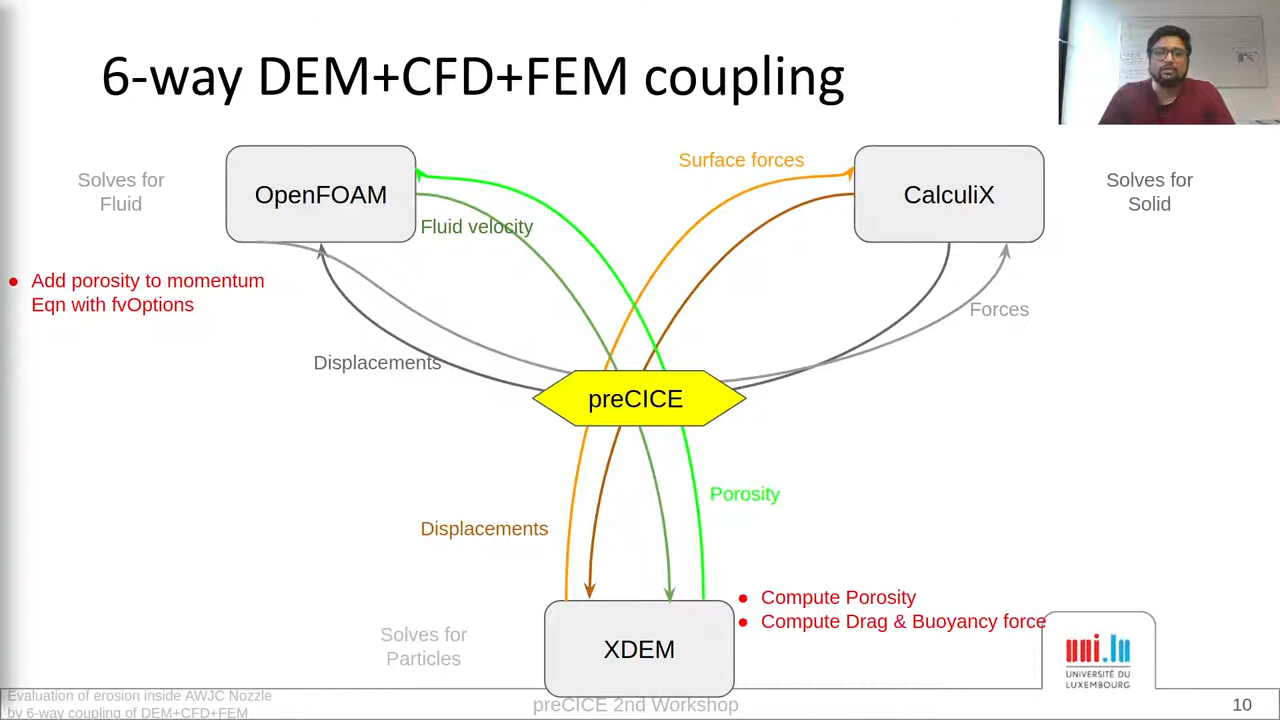 6-way DEM+CFD+FEM coupling
Solves for
Fluid
OpenFOAM
Surface forces
CalculiX
Solves for
Solid
Fluid velocity
● Add porosity to momentum
Eqn with fvOptions
Forces
Displacements
preCICE
Porosity
Displacements
● Compute Porosity
● Compute Drag & Buoyancy force
Solves for
Particles
XDEM
uni.lu
UNIVERSITÉ DU
LUXEMBOURG
Evaluation of erosion inside AWJC Nozzle
by 6-way coupling of DEM+CFD+FEM
preCICE 2nd Workshop
10